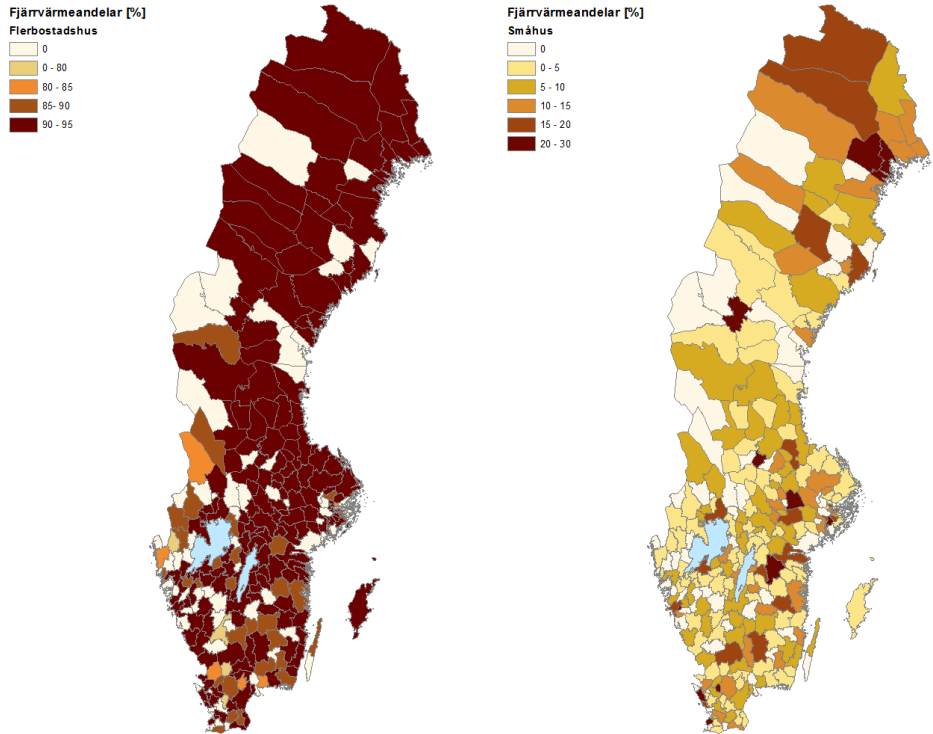 Fjärrvärmeandelar [%]
Flerbostadshus
0
0 - 80
80 - 85
85- 90
90 - 95
Fjärrvärmeandelar [%]
Småhus
0
0 - 5
5 - 10
10 - 15
15 - 20
20 - 30